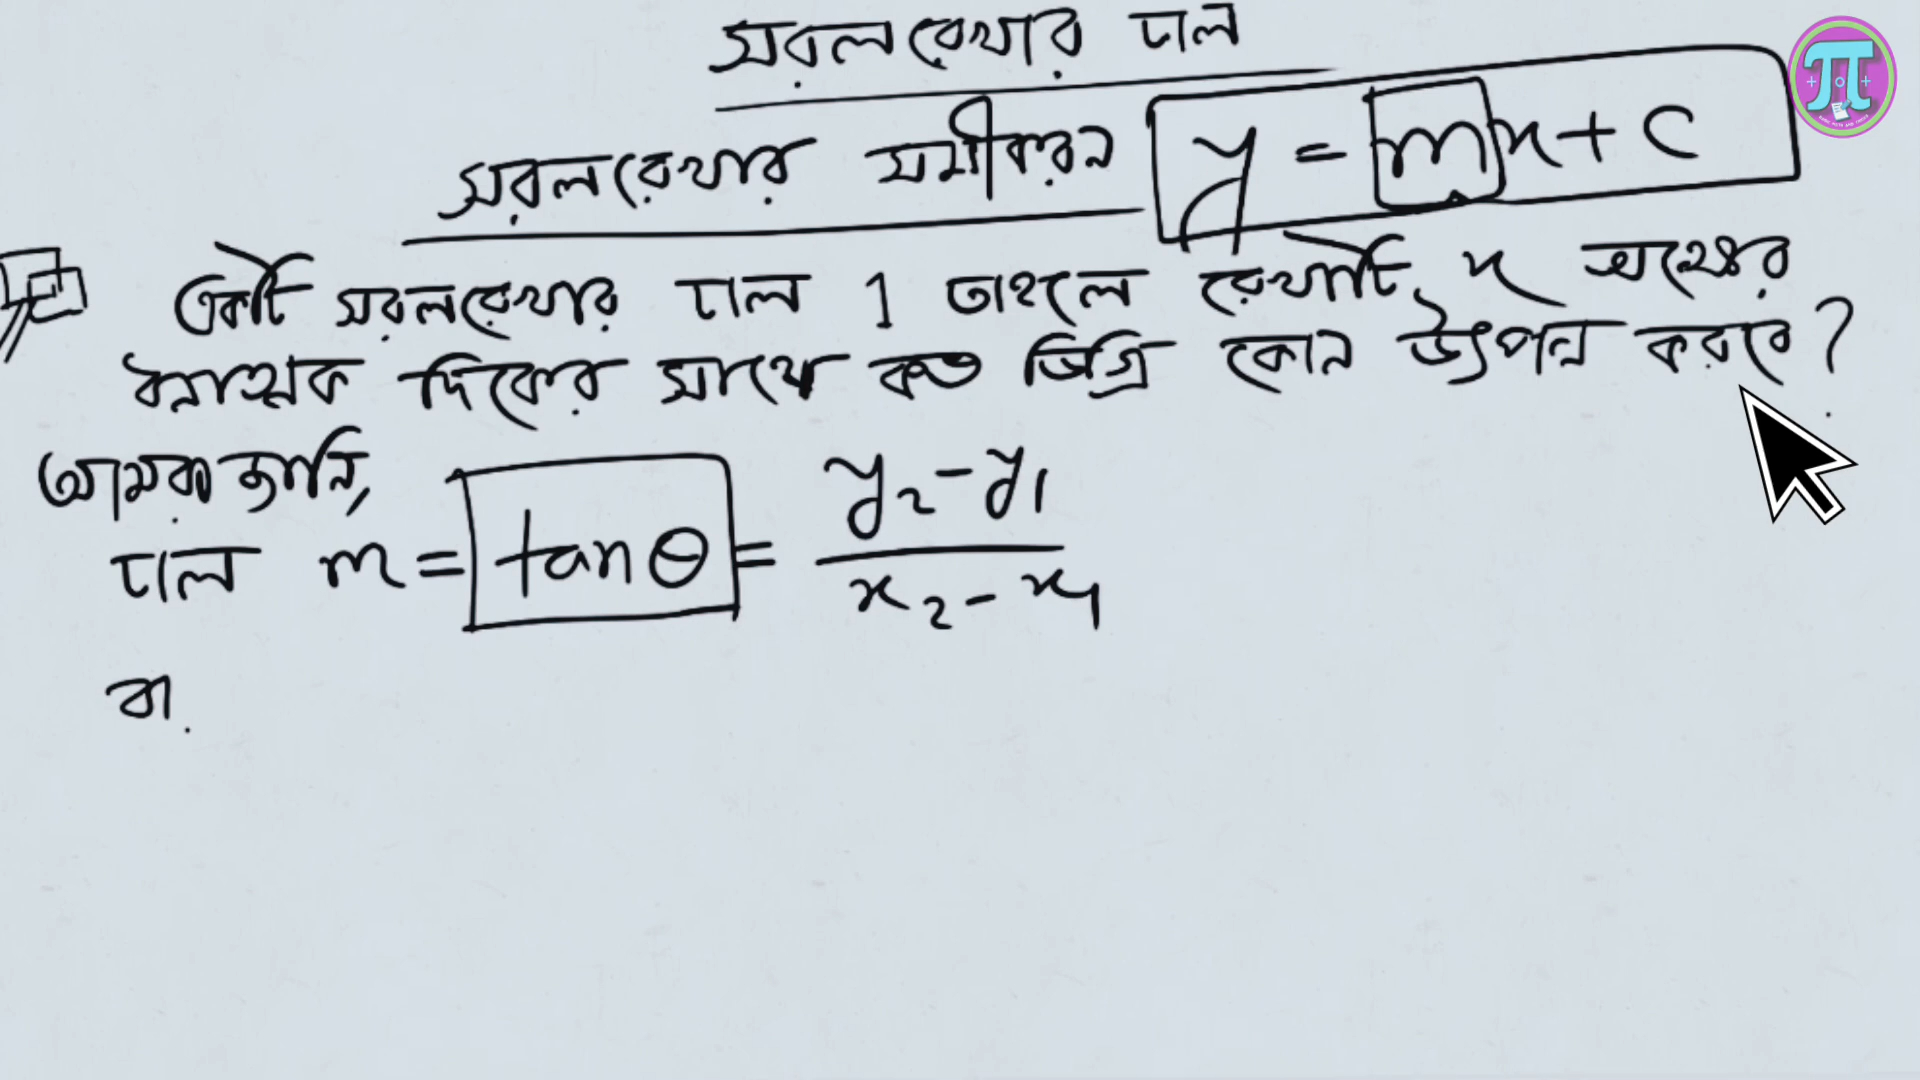 সরলরেখার ঢাল
সরলরেখার সমীকরন y = mx + c
একটি সরলরেখার ঢাল 1 তাহলে রেখাটি x অক্ষের
ধনাত্মক দিকের সাথে কত ডিগ্রি কোন উৎপন্ন করবে?
আমরা জানি,
ঢাল m = tanθ = y₂ - y₁ / x₂ - x₁
বা